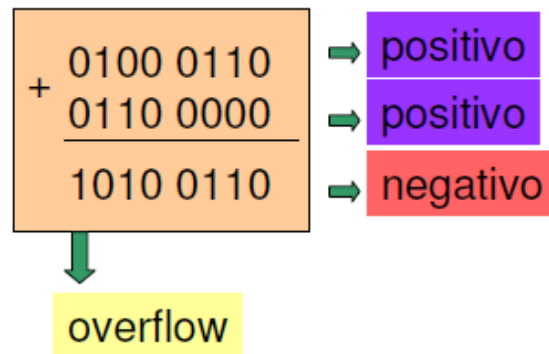 0100 0110 positivo
+ 0110 0000 positivo
1010 0110 negativo
overflow